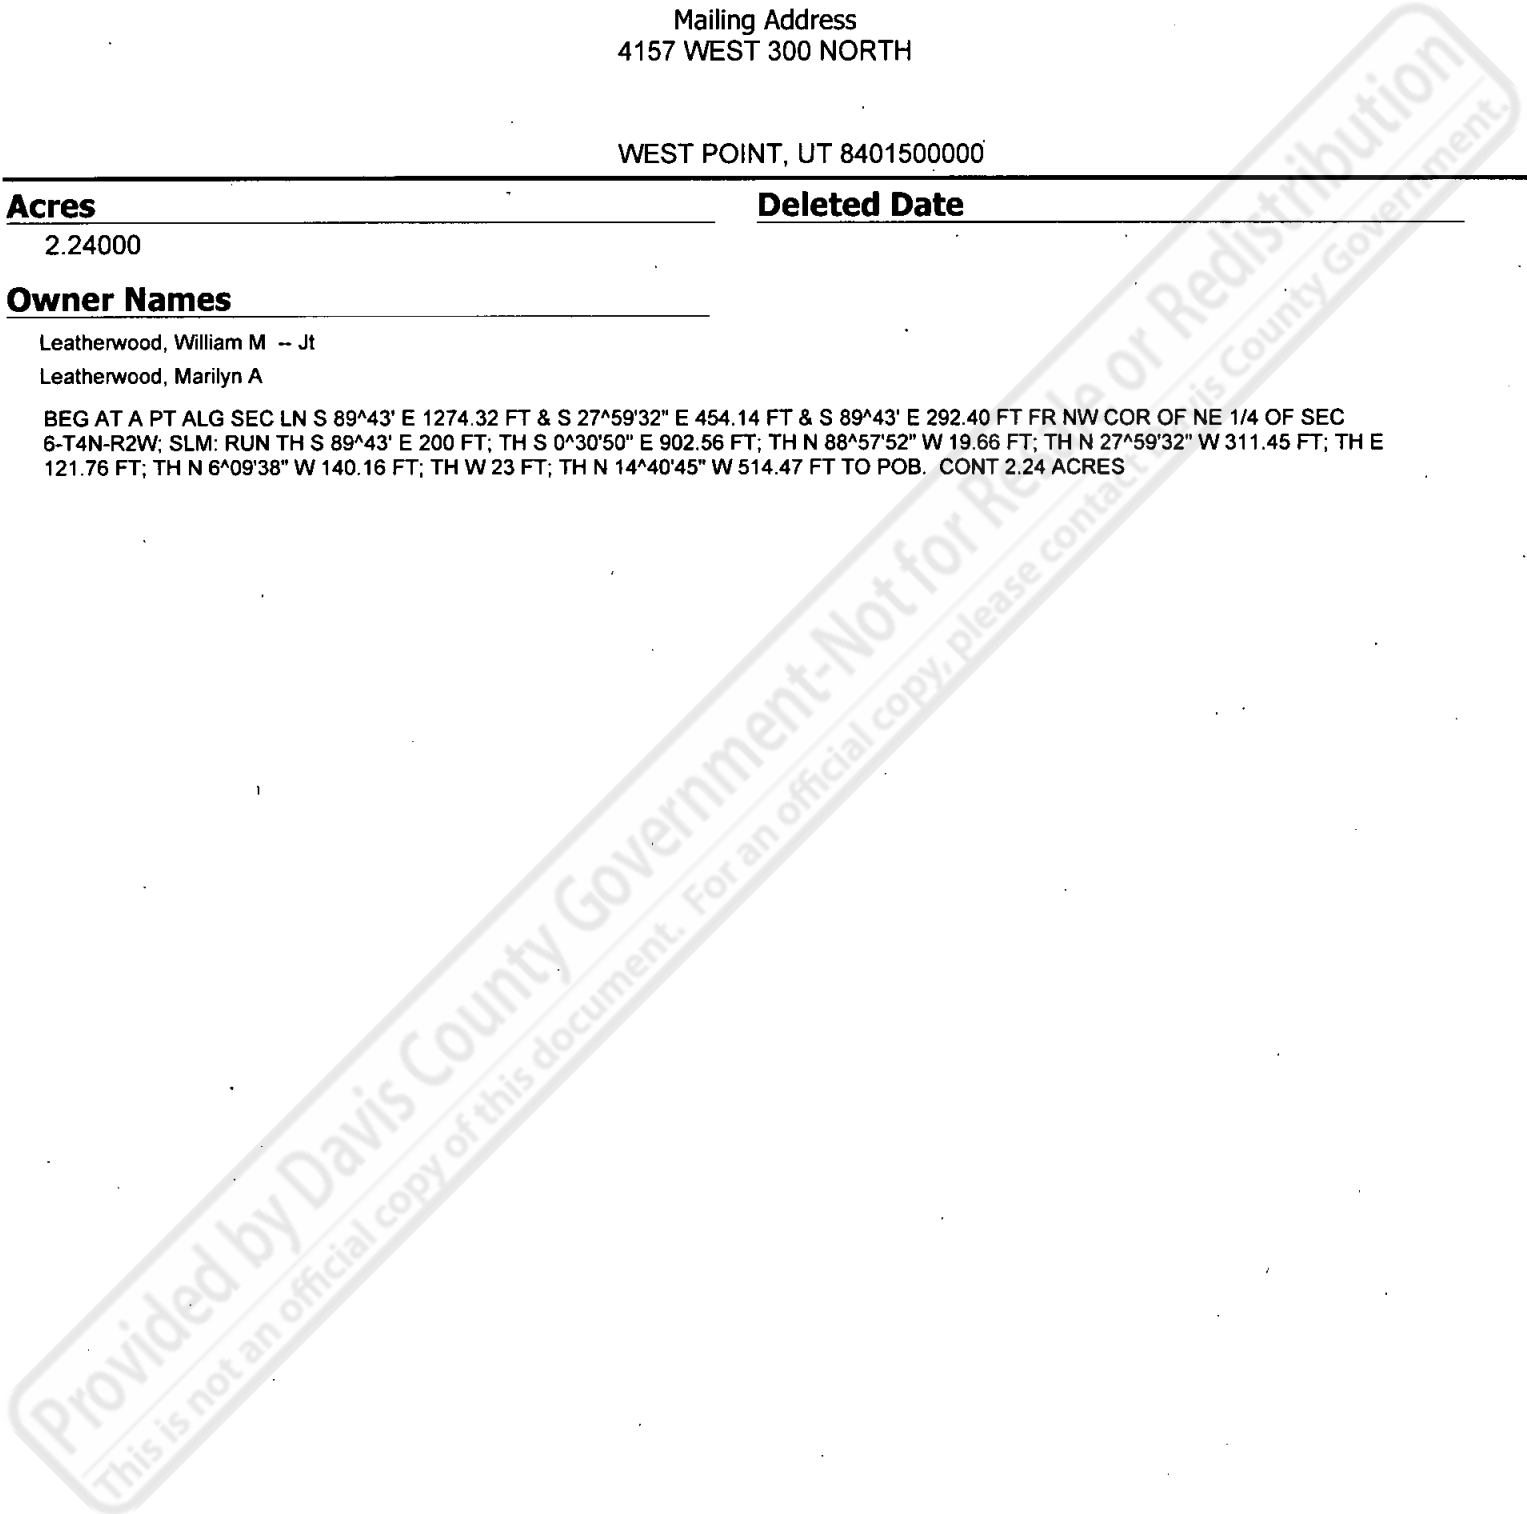 Mailing Address
4157 WEST 300 NORTH
WEST POINT, UT 8401500000
Acres
Deleted Date
2.24000
Owner Names
Leatherwood, William M -- Jt
Leatherwood, Marilyn A
BEG AT A PT ALG SEC LN S 89^43' E 1274.32 FT & S 27^59'32" E 454.14 FT & S 89^43' E 292.40 FT FR NW COR OF NE 1/4 OF SEC
6-T4N-R2W; SLM: RUN TH S 89^43' E 200 FT; TH S 0^30'50" E 902.56 FT; TH N 88^57'52" W 19.66 FT; TH N 27^59'32" W 311.45 FT; TH E
121.76 FT; TH N 6^09'38" W 140.16 FT; TH W 23 FT; TH N 14^40'45" W 514.47 FT TO POB. CONT 2.24 ACRES
Provided by Davis County Government-Not for Resale or Redistribution
This is not an official copy of this document. For an official copy, please contact Davis County Government.